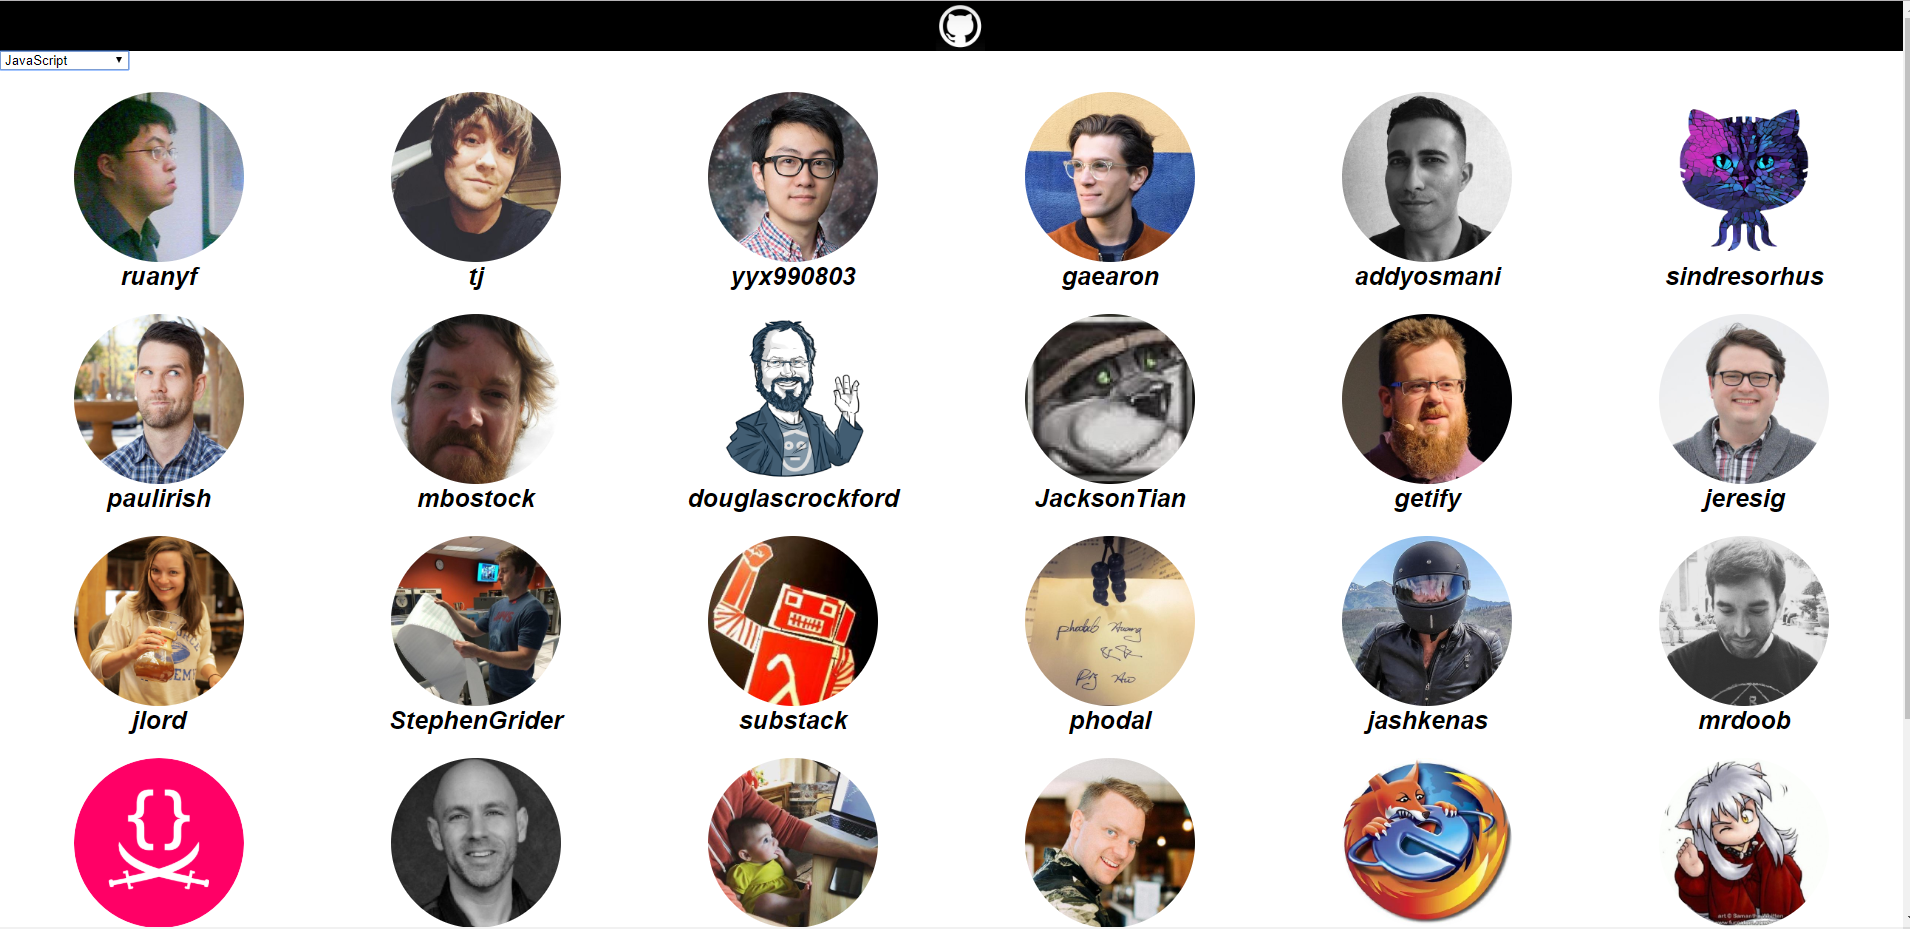 JavaScript
ruanyf
tj
yyx990803
gaearon
addyosmani
sindresorhus
paulirish
mbostock
douglascrockford
JacksonTian
getify
jeresig
jlord
StephenGrider
substack
phodal
jashkenas
mrdoob
{}